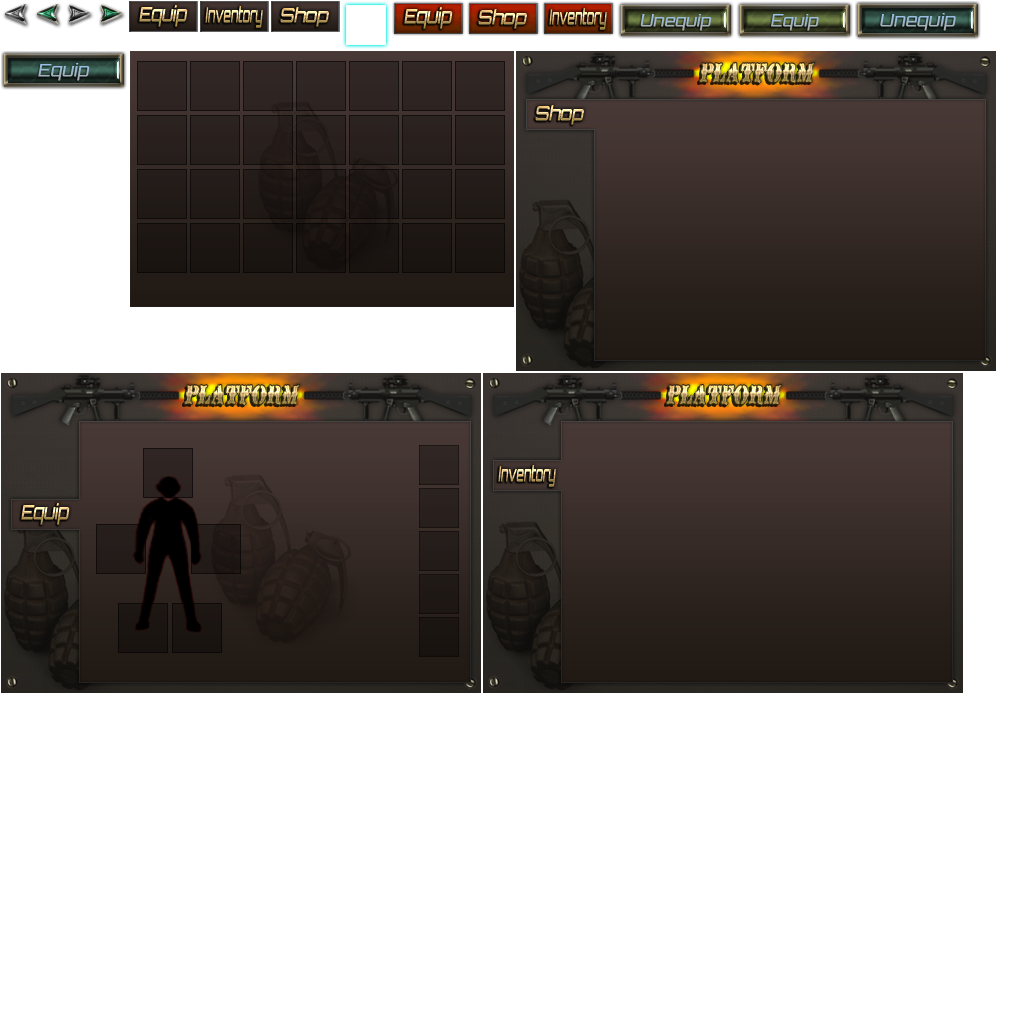 Equip
Inventory
Shop
Equip
Shop
Inventory
Unequip
Equip
Unequip
Equip
PLATFORM
Shop
PLATFORM
Equip
PLATFORM
Inventory